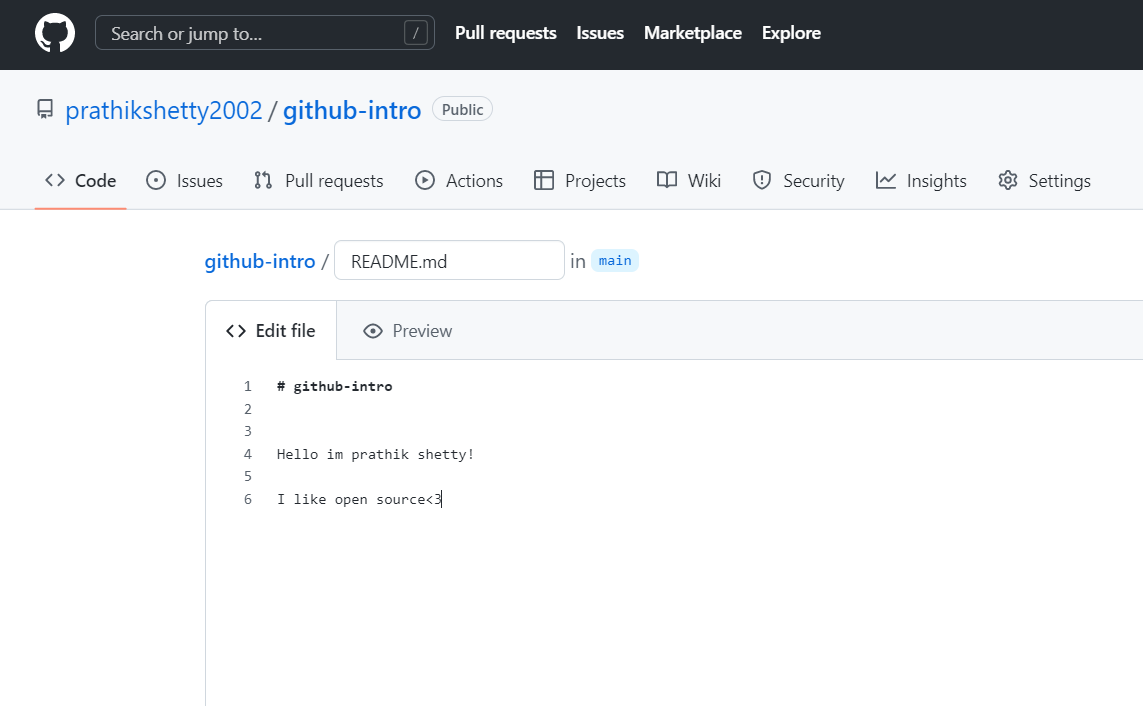 Search or jump to... /
Pull requests Issues Marketplace Explore
prathikshetty2002 / github-intro Public
Code Issues Pull requests Actions Projects Wiki Security Insights Settings
github-intro / README.md in main
Edit file Preview
1 # github-intro
2
3
4 Hello im prathik shetty!
5
6 I like open source<3